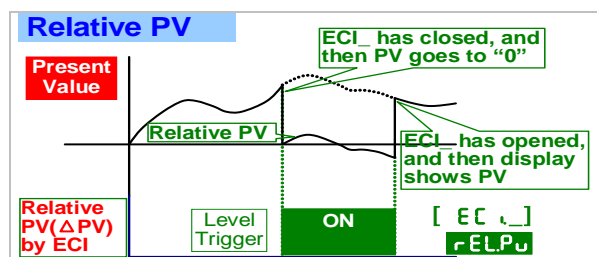 Relative PV
ECI_ has closed, and
then PV goes to “0”
Present
Value
Relative PV
ECI_ has opened,
and then display
shows PV
Relative
PV(△PV)
by ECI
Level
Trigger
ON
[ ECi_]
rEL.Pu